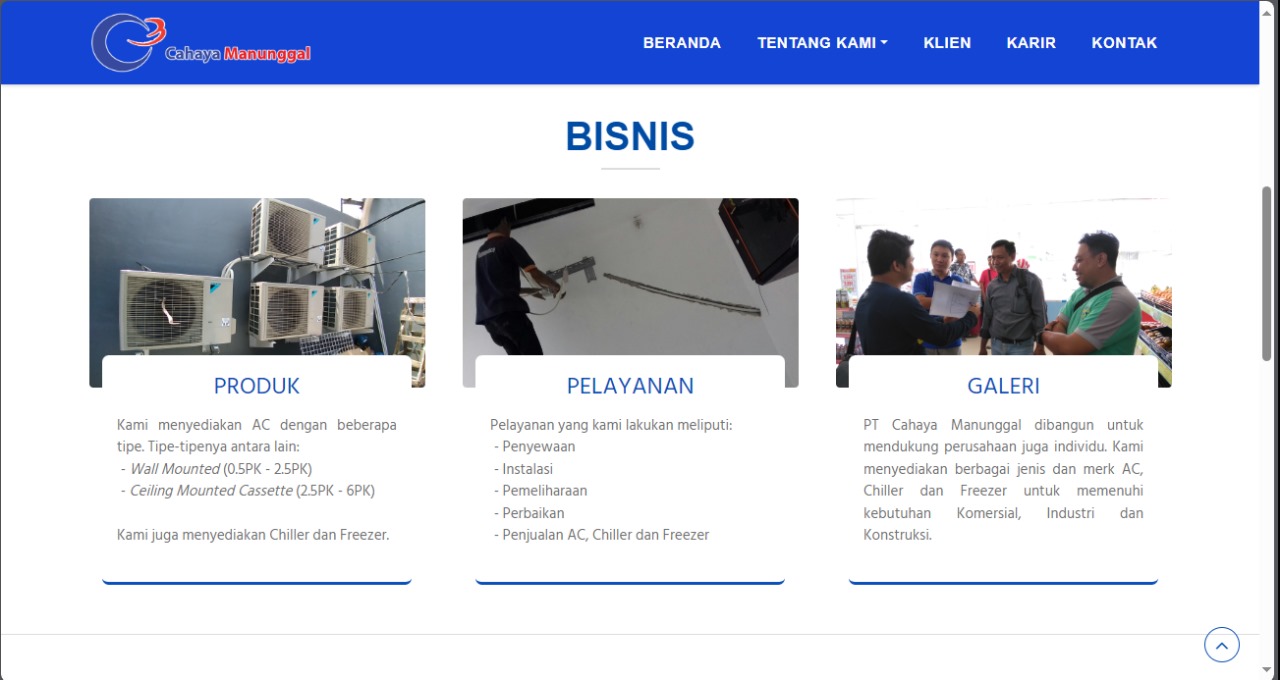 Cahaya Manunggal
BERANDA
TENTANG KAMI
KLIEN
KARIR
KONTAK
BISNIS
PRODUK
Kami menyediakan AC dengan beberapa
tipe. Tipe-tipenya antara lain:
- Wall Mounted (0.5PK - 2.5PK)
- Ceiling Mounted Cassette (2.5PK - 6PK)
Kami juga menyediakan Chiller dan Freezer.
PELAYANAN
Pelayanan yang kami lakukan meliputi:
- Penyewaan
- Instalasi
- Pemeliharaan
- Perbaikan
- Penjualan AC, Chiller dan Freezer
GALERI
PT Cahaya Manunggal dibangun untuk
mendukung perusahaan juga individu. Kami
menyediakan berbagai jenis dan merk AC,
Chiller dan Freezer untuk memenuhi
kebutuhan Komersial, Industri dan
Konstruksi.